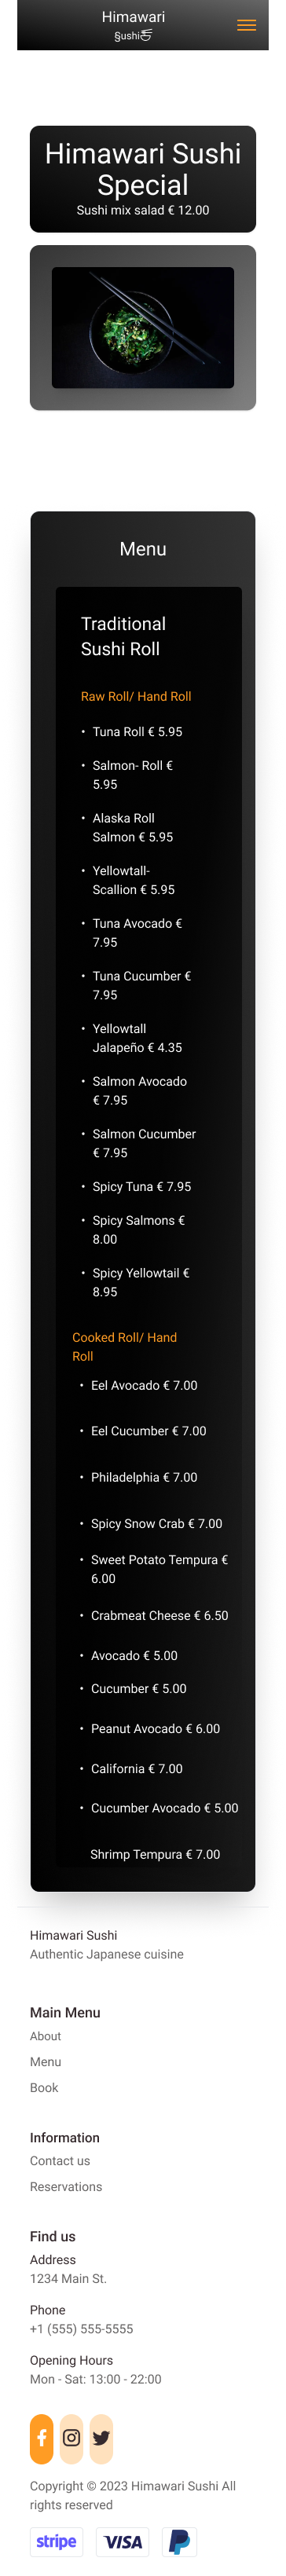 Himawari
Sushi
Himawari Sushi
Special
Sushi mix salad € 12.00
Menu
Traditional
Sushi Roll
Raw Roll/ Hand Roll
• Tuna Roll € 5.95
• Salmon- Roll €
5.95
• Alaska Roll
Salmon € 5.95
• Yellowtall-
Scallion € 5.95
• Tuna Avocado €
7.95
• Tuna Cucumber €
7.95
• Yellowtall
Jalapeño € 4.35
• Salmon Avocado
€ 7.95
• Salmon Cucumber
€ 7.95
• Spicy Tuna € 7.95
• Spicy Salmons €
8.00
• Spicy Yellowtail €
8.95
Cooked Roll/ Hand
Roll
• Eel Avocado € 7.00
• Eel Cucumber € 7.00
• Philadelphia € 7.00
• Spicy Snow Crab € 7.00
• Sweet Potato Tempura €
6.00
• Crabmeat Cheese € 6.50
• Avocado € 5.00
• Cucumber € 5.00
• Peanut Avocado € 6.00
• California € 7.00
• Cucumber Avocado € 5.00
Shrimp Tempura € 7.00
Himawari Sushi
Authentic Japanese cuisine
Main Menu
About
Menu
Book
Information
Contact us
Reservations
Find us
Address
1234 Main St.
Phone
+1 (555) 555-5555
Opening Hours
Mon - Sat: 13:00 - 22:00
Copyright © 2023 Himawari Sushi All
rights reserved
stripe VISA P